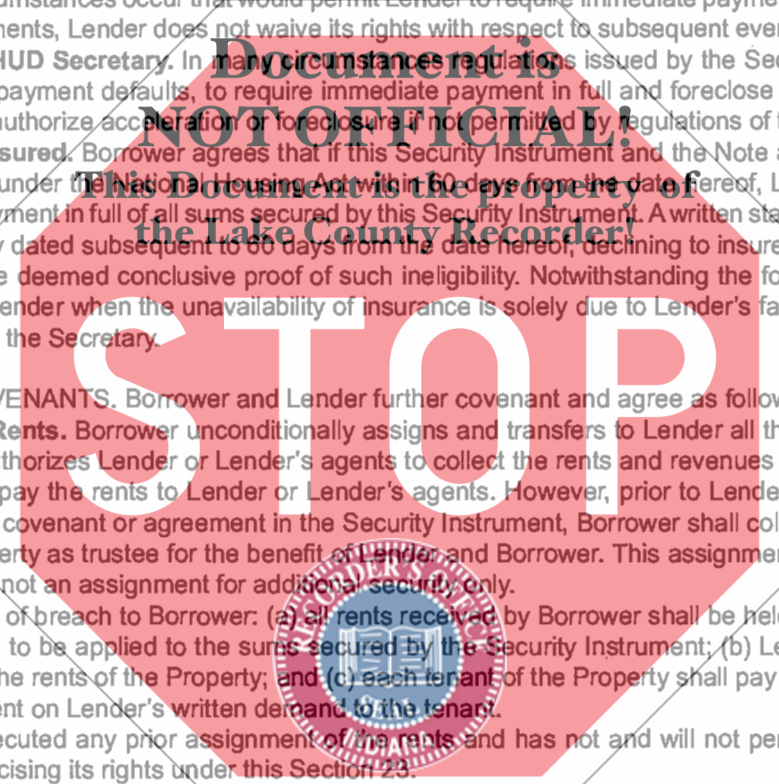 umstances occur that would permit Lender to require immediate payme
ents, Lender does not waive its rights with respect to subsequent eve
Document is
HUD Secretary. In many circumstances regulations issued by the Sec
payment defaults, to require immediate payment in full and foreclose
NOT OFFICIAL!
authorize acceleration or foreclosure if not permitted by regulations of
sured. Borrower agrees that if this Security Instrument and the Note
This Document is the property of
under the National Housing Act within 60 days from the date hereof, L
ment in full of all sums secured by this Security Instrument. A written sta
the Lake County Recorder!
dated subsequent to 60 days from the date hereof, declining to insure
e deemed conclusive proof of such ineligibility. Notwithstanding the fo
ender when the unavailability of insurance is solely due to Lender's fa
the Secretary.
STOP
VENANTS. Borrower and Lender further covenant and agree as follow
Rents. Borrower unconditionally assigns and transfers to Lender all th
thorizes Lender or Lender's agents to collect the rents and revenues
pay the rents to Lender or Lender's agents. However, prior to Lende
covenant or agreement in the Security Instrument, Borrower shall col
erty as trustee for the benefit of Lender and Borrower. This assignme
not an assignment for additional security only.
RECORDER'S OFFICE
of breach to Borrower: (a) all rents received by Borrower shall be hel
to be applied to the sums secured by the Security Instrument; (b) Le
he rents of the Property; and (c) each tenant of the Property shall pay
SEAL
ent on Lender's written demand to the tenant.
INDIANA
ecuted any prior assignment of the rents and has not and will not per
cising its rights under this Section 23.